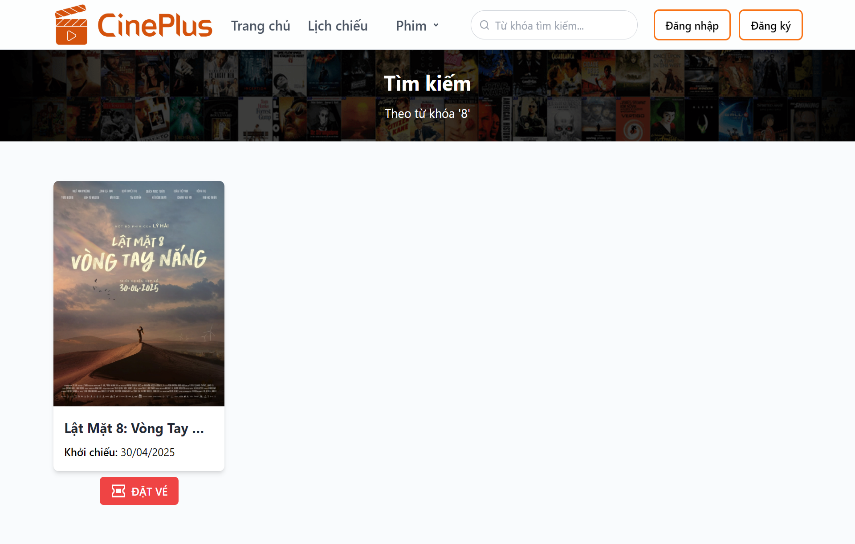 CinePlus
Trang chủ
Lịch chiếu
Phim
Từ khóa tìm kiếm...
Đăng nhập
Đăng ký
Tìm kiếm
Theo từ khóa '8'
LÝ HẢI
LẬT MẶT 8
VÒNG TAY NẮNG
30·04·2025
Lật Mặt 8: Vòng Tay ...
Khởi chiếu: 30/04/2025
ĐẶT VÉ